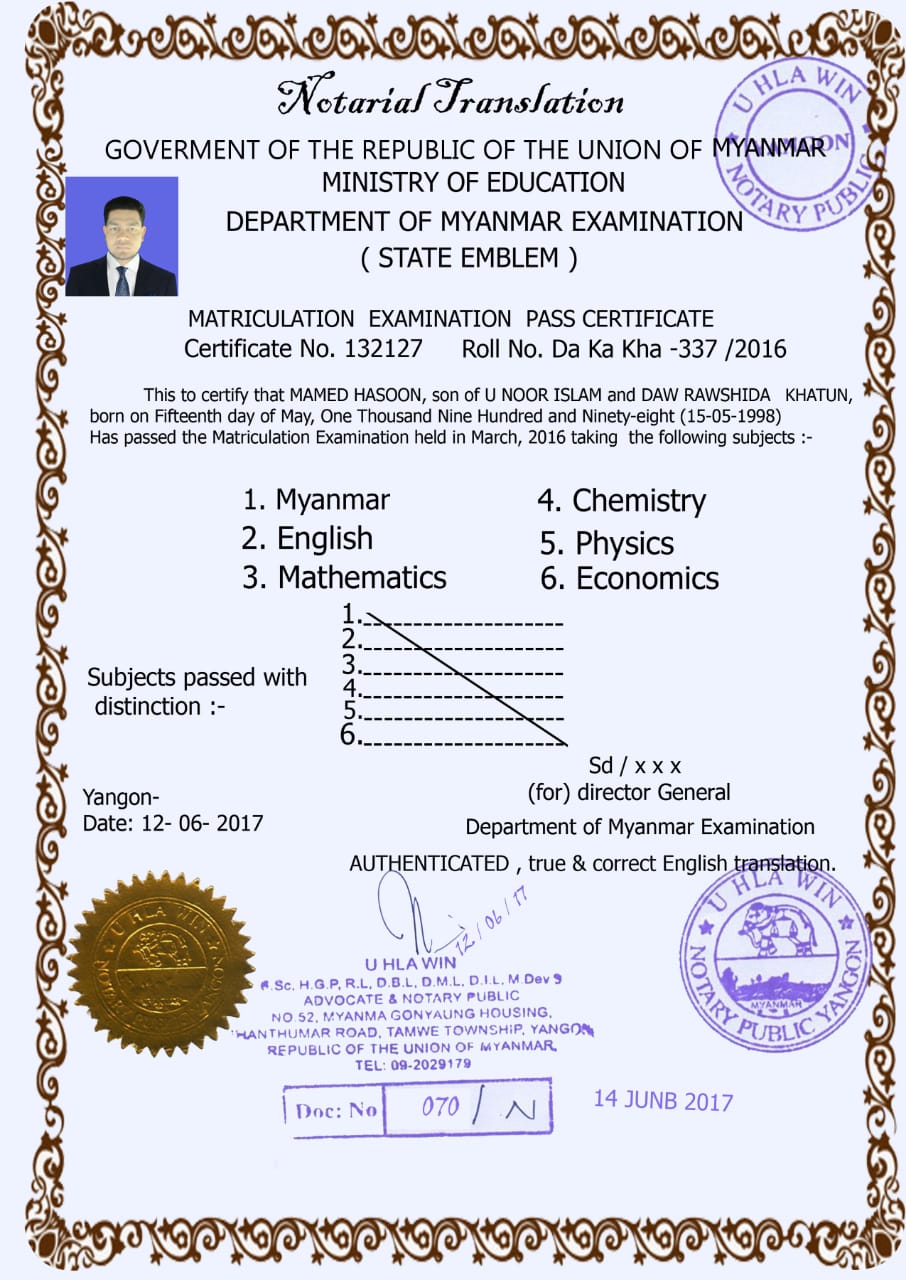 Notarial Translation
U HLA WIN
YANGON
NOTARY PUBLIC
GOVERMENT OF THE REPUBLIC OF THE UNION OF MYANMAR
MINISTRY OF EDUCATION
DEPARTMENT OF MYANMAR EXAMINATION
( STATE EMBLEM )
MATRICULATION EXAMINATION PASS CERTIFICATE
Certificate No. 132127 Roll No. Da Ka Kha -337 /2016
This to certify that MAMED HASOON, son of U NOOR ISLAM and DAW RAWSHIDA KHATUN,
born on Fifteenth day of May, One Thousand Nine Hundred and Ninety-eight (15-05-1998)
Has passed the Matriculation Examination held in March, 2016 taking the following subjects :-
1. Myanmar 4. Chemistry
2. English 5. Physics
3. Mathematics 6. Economics
Subjects passed with
distinction :-
1.
2.
3.
4.
5.
6.
Sd / x x x
(for) director General
Yangon-
Date: 12- 06- 2017
Department of Myanmar Examination
AUTHENTICATED , true & correct English translation.
12/06/17
U HLA WIN
NOTARY PUBLIC YANGON
U HLA WIN
.Sc. H.G.P, R.L, D.B.L, D.M.L, D.I.L, M.Dev S
ADVOCATE & NOTARY PUBLIC
NO.52, MYANMA GONYAUNG HOUSING,
THANTHUMAR ROAD, TAMWE TOWNSHIP, YANGON
REPUBLIC OF THE UNION OF MYANMAR,
TEL: 09-2029179
U HLA WIN
MYANMAR
NOTARY PUBLIC YANGON
Doc: No 070 / N
14 JUNB 2017